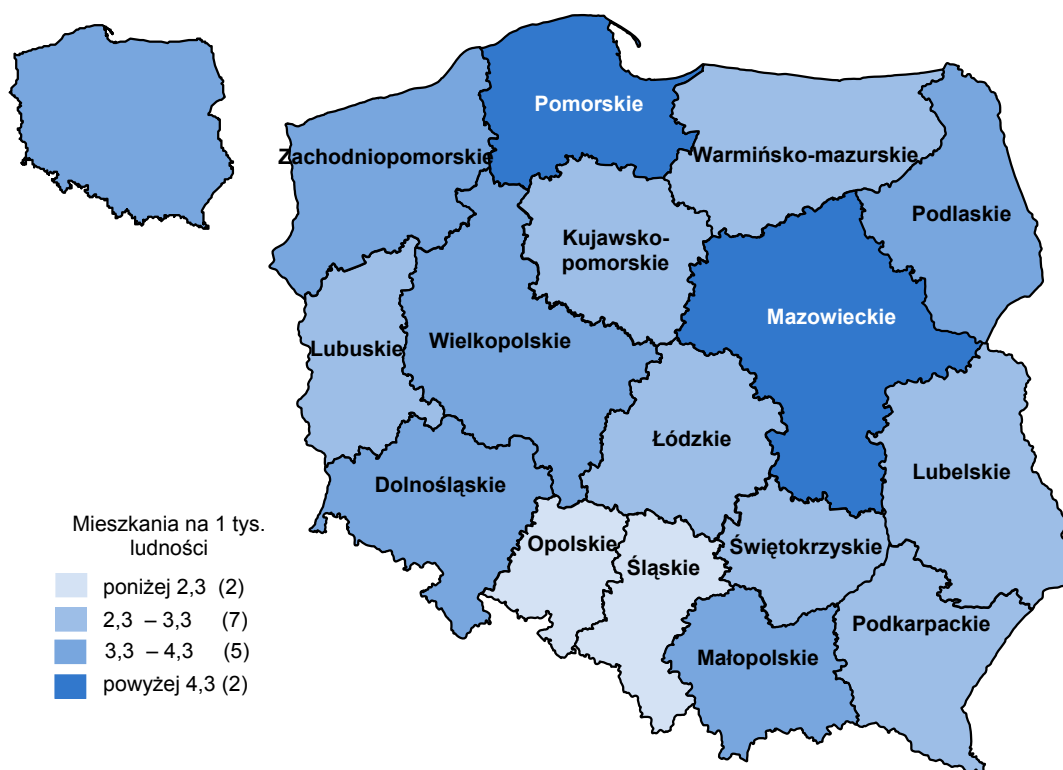 Pomorskie
Zachodniopomorskie
Warmińsko-mazurskie
Podlaskie
Kujawsko-
pomorskie
Mazowieckie
Lubuskie
Wielkopolskie
Łódzkie
Lubelskie
Dolnośląskie
Opolskie
Śląskie
Świętokrzyskie
Podkarpackie
Małopolskie
Mieszkania na 1 tys.
ludności
poniżej 2,3 (2)
2,3 – 3,3 (7)
3,3 – 4,3 (5)
powyżej 4,3 (2)